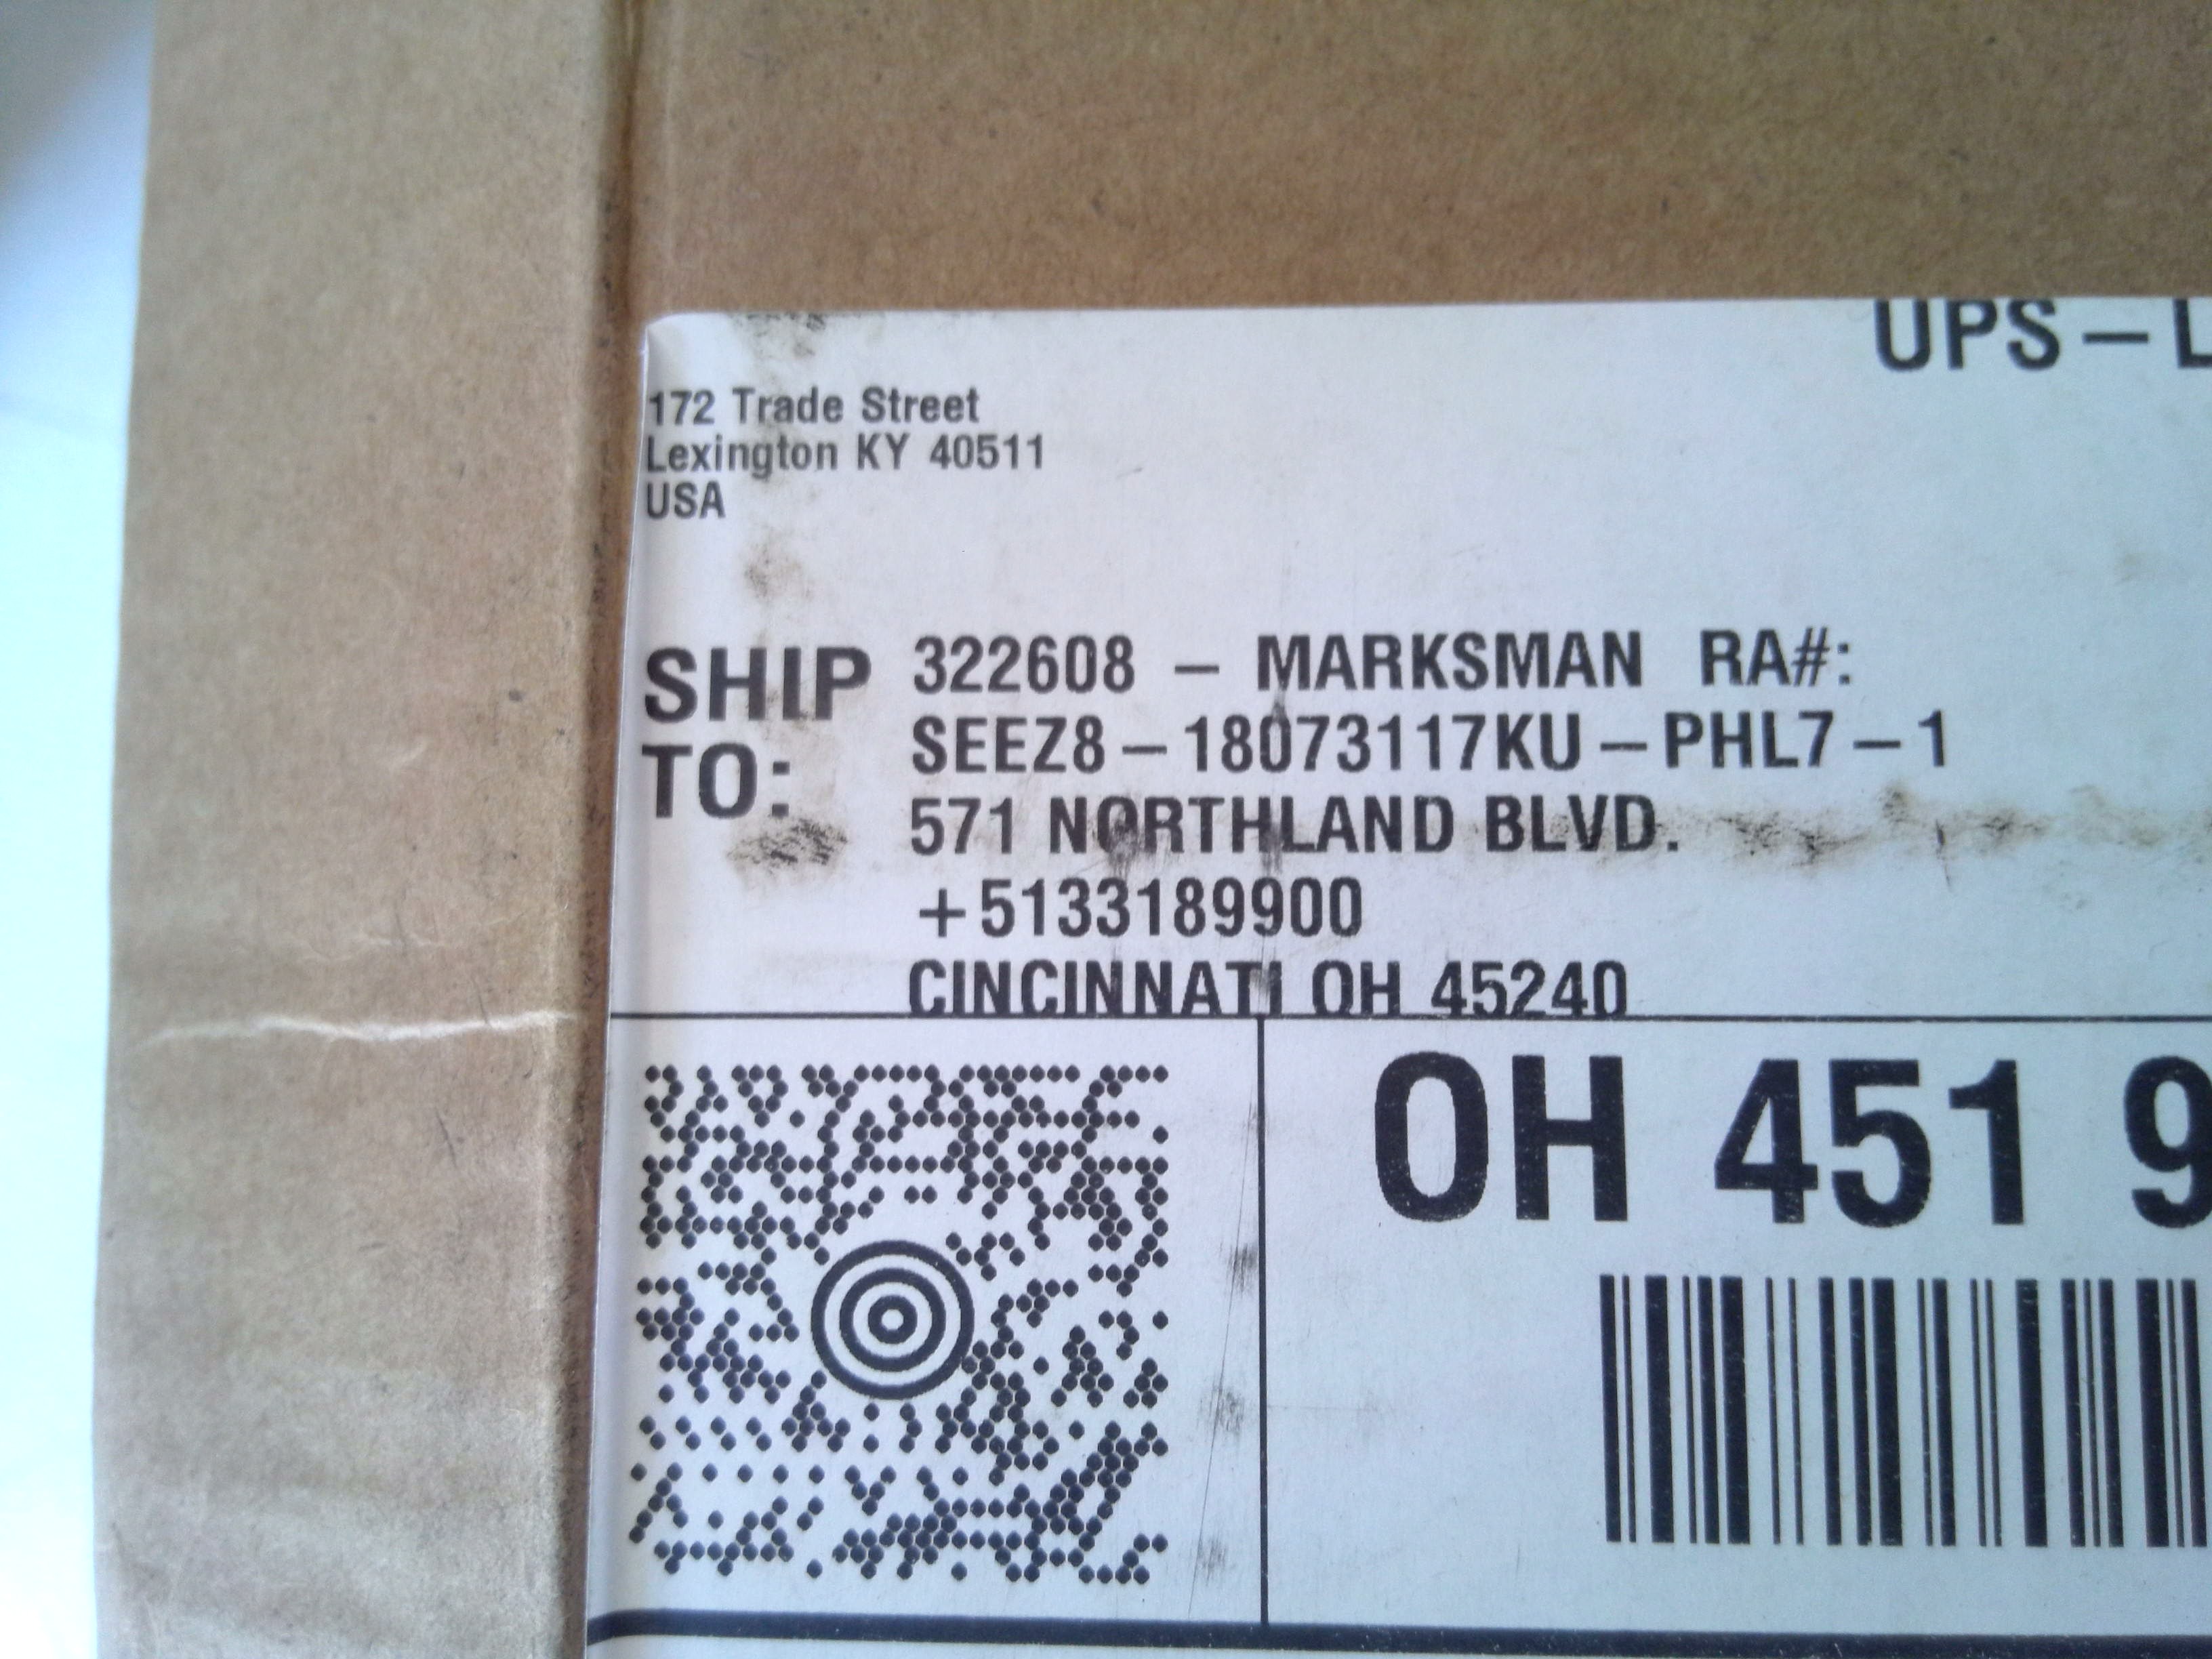 UPS – L
172 Trade Street
Lexington KY 40511
USA
SHIP TO:
322608 – MARKSMAN RA#:
SEEZ8 – 18073117KU – PHL7 – 1
571 NORTHLAND BLVD.
+5133189900
CINCINNATI OH 45240
OH 451 9